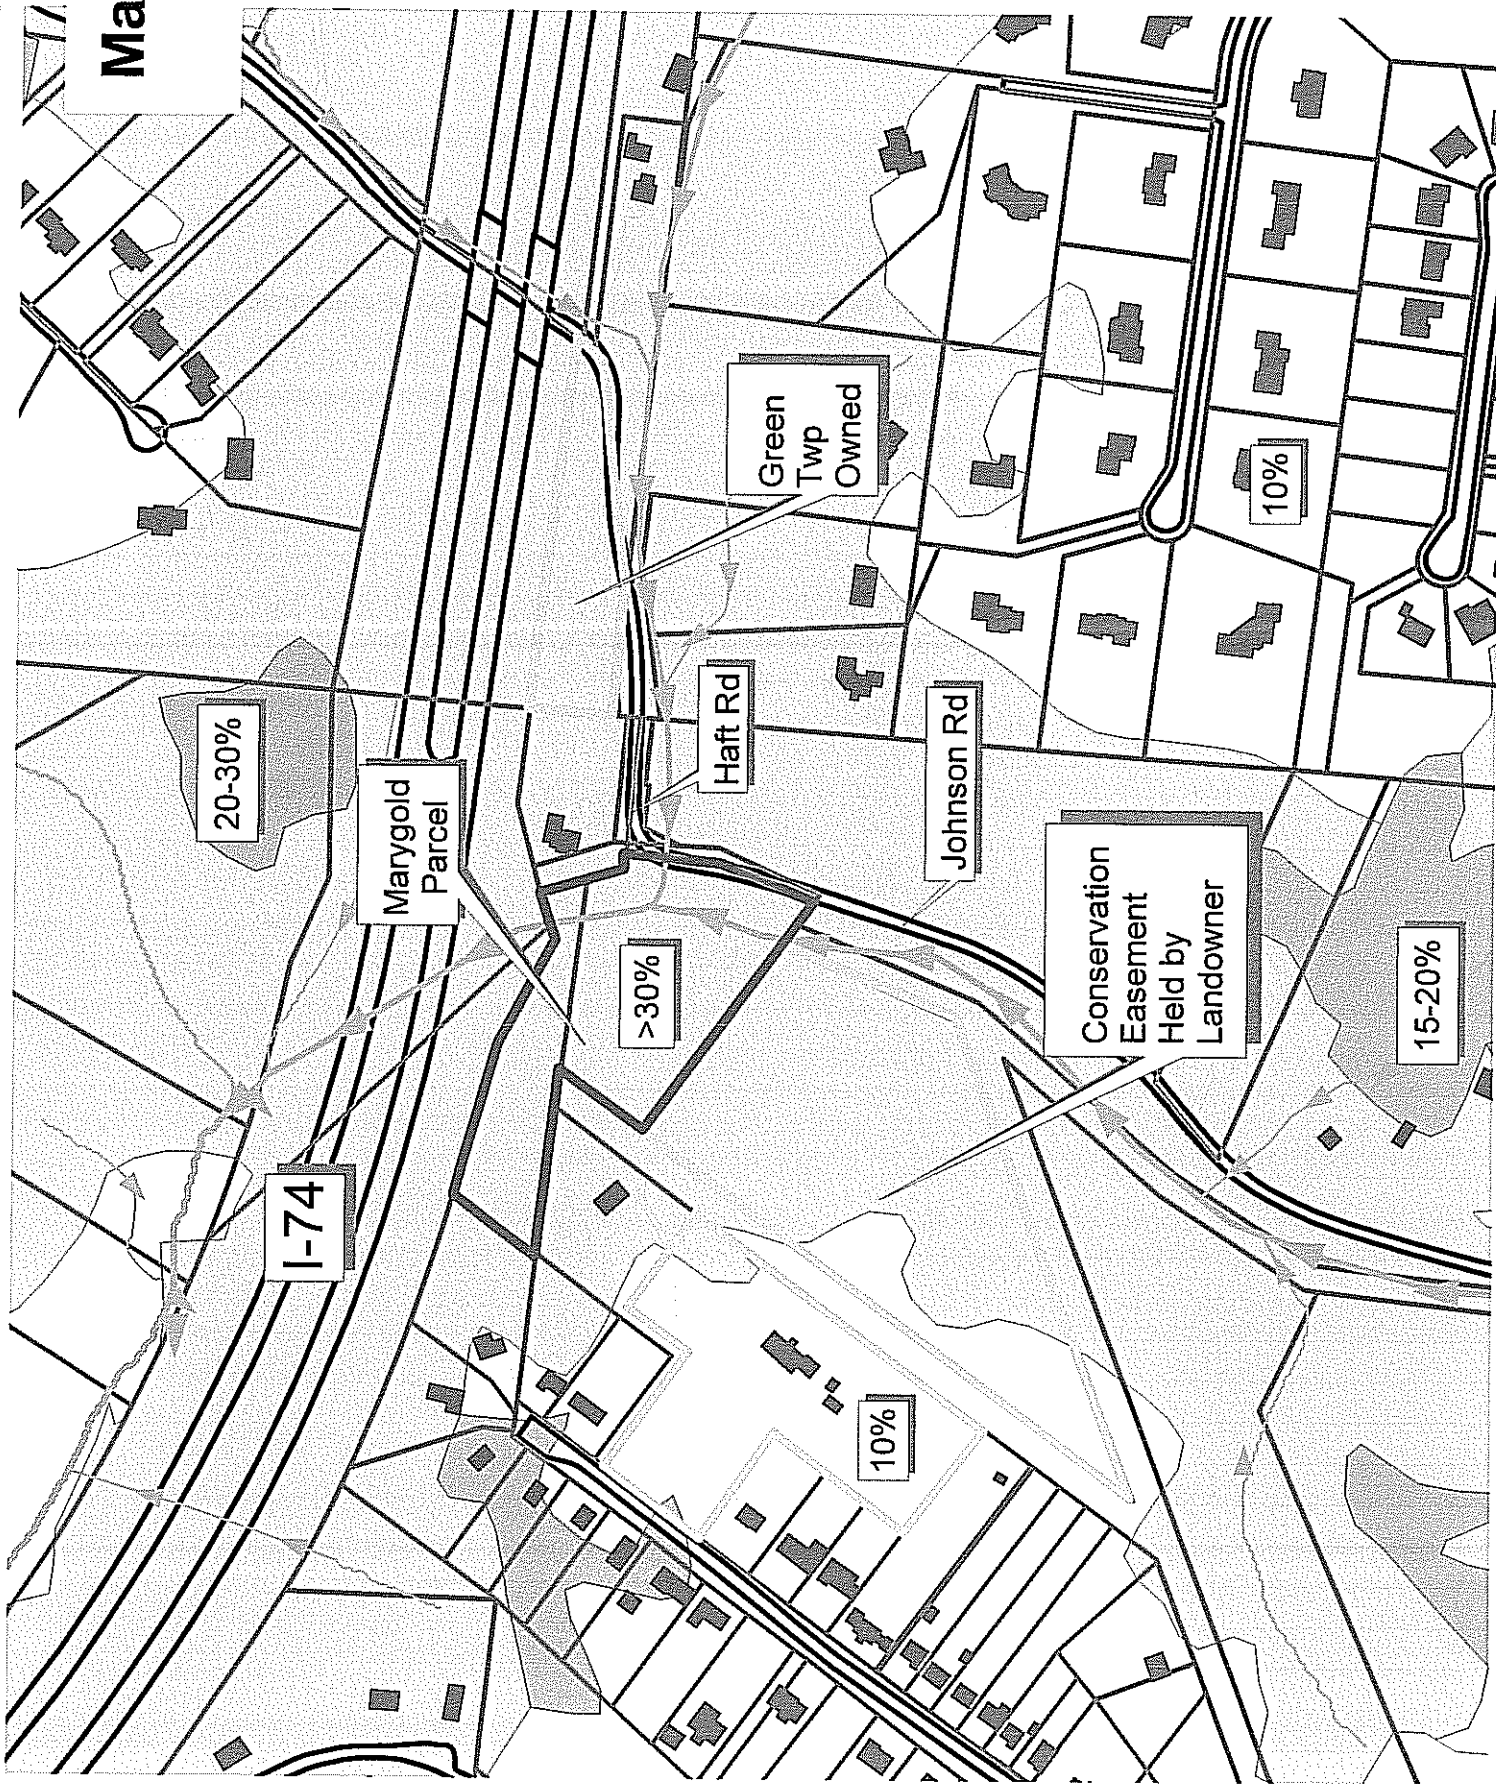 Ma
I-74
20-30%
Marygold
Parcel
>30%
Green
Twp
Owned
Haft Rd
Johnson Rd
Conservation
Easement
Held by
Landowner
10%
10%
15-20%